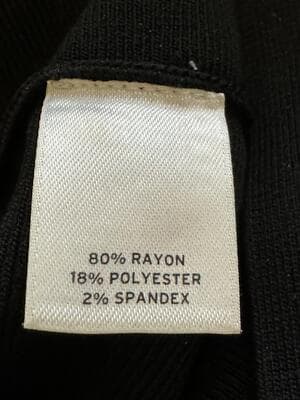 80% RAYON
18% POLYESTER
2% SPANDEX